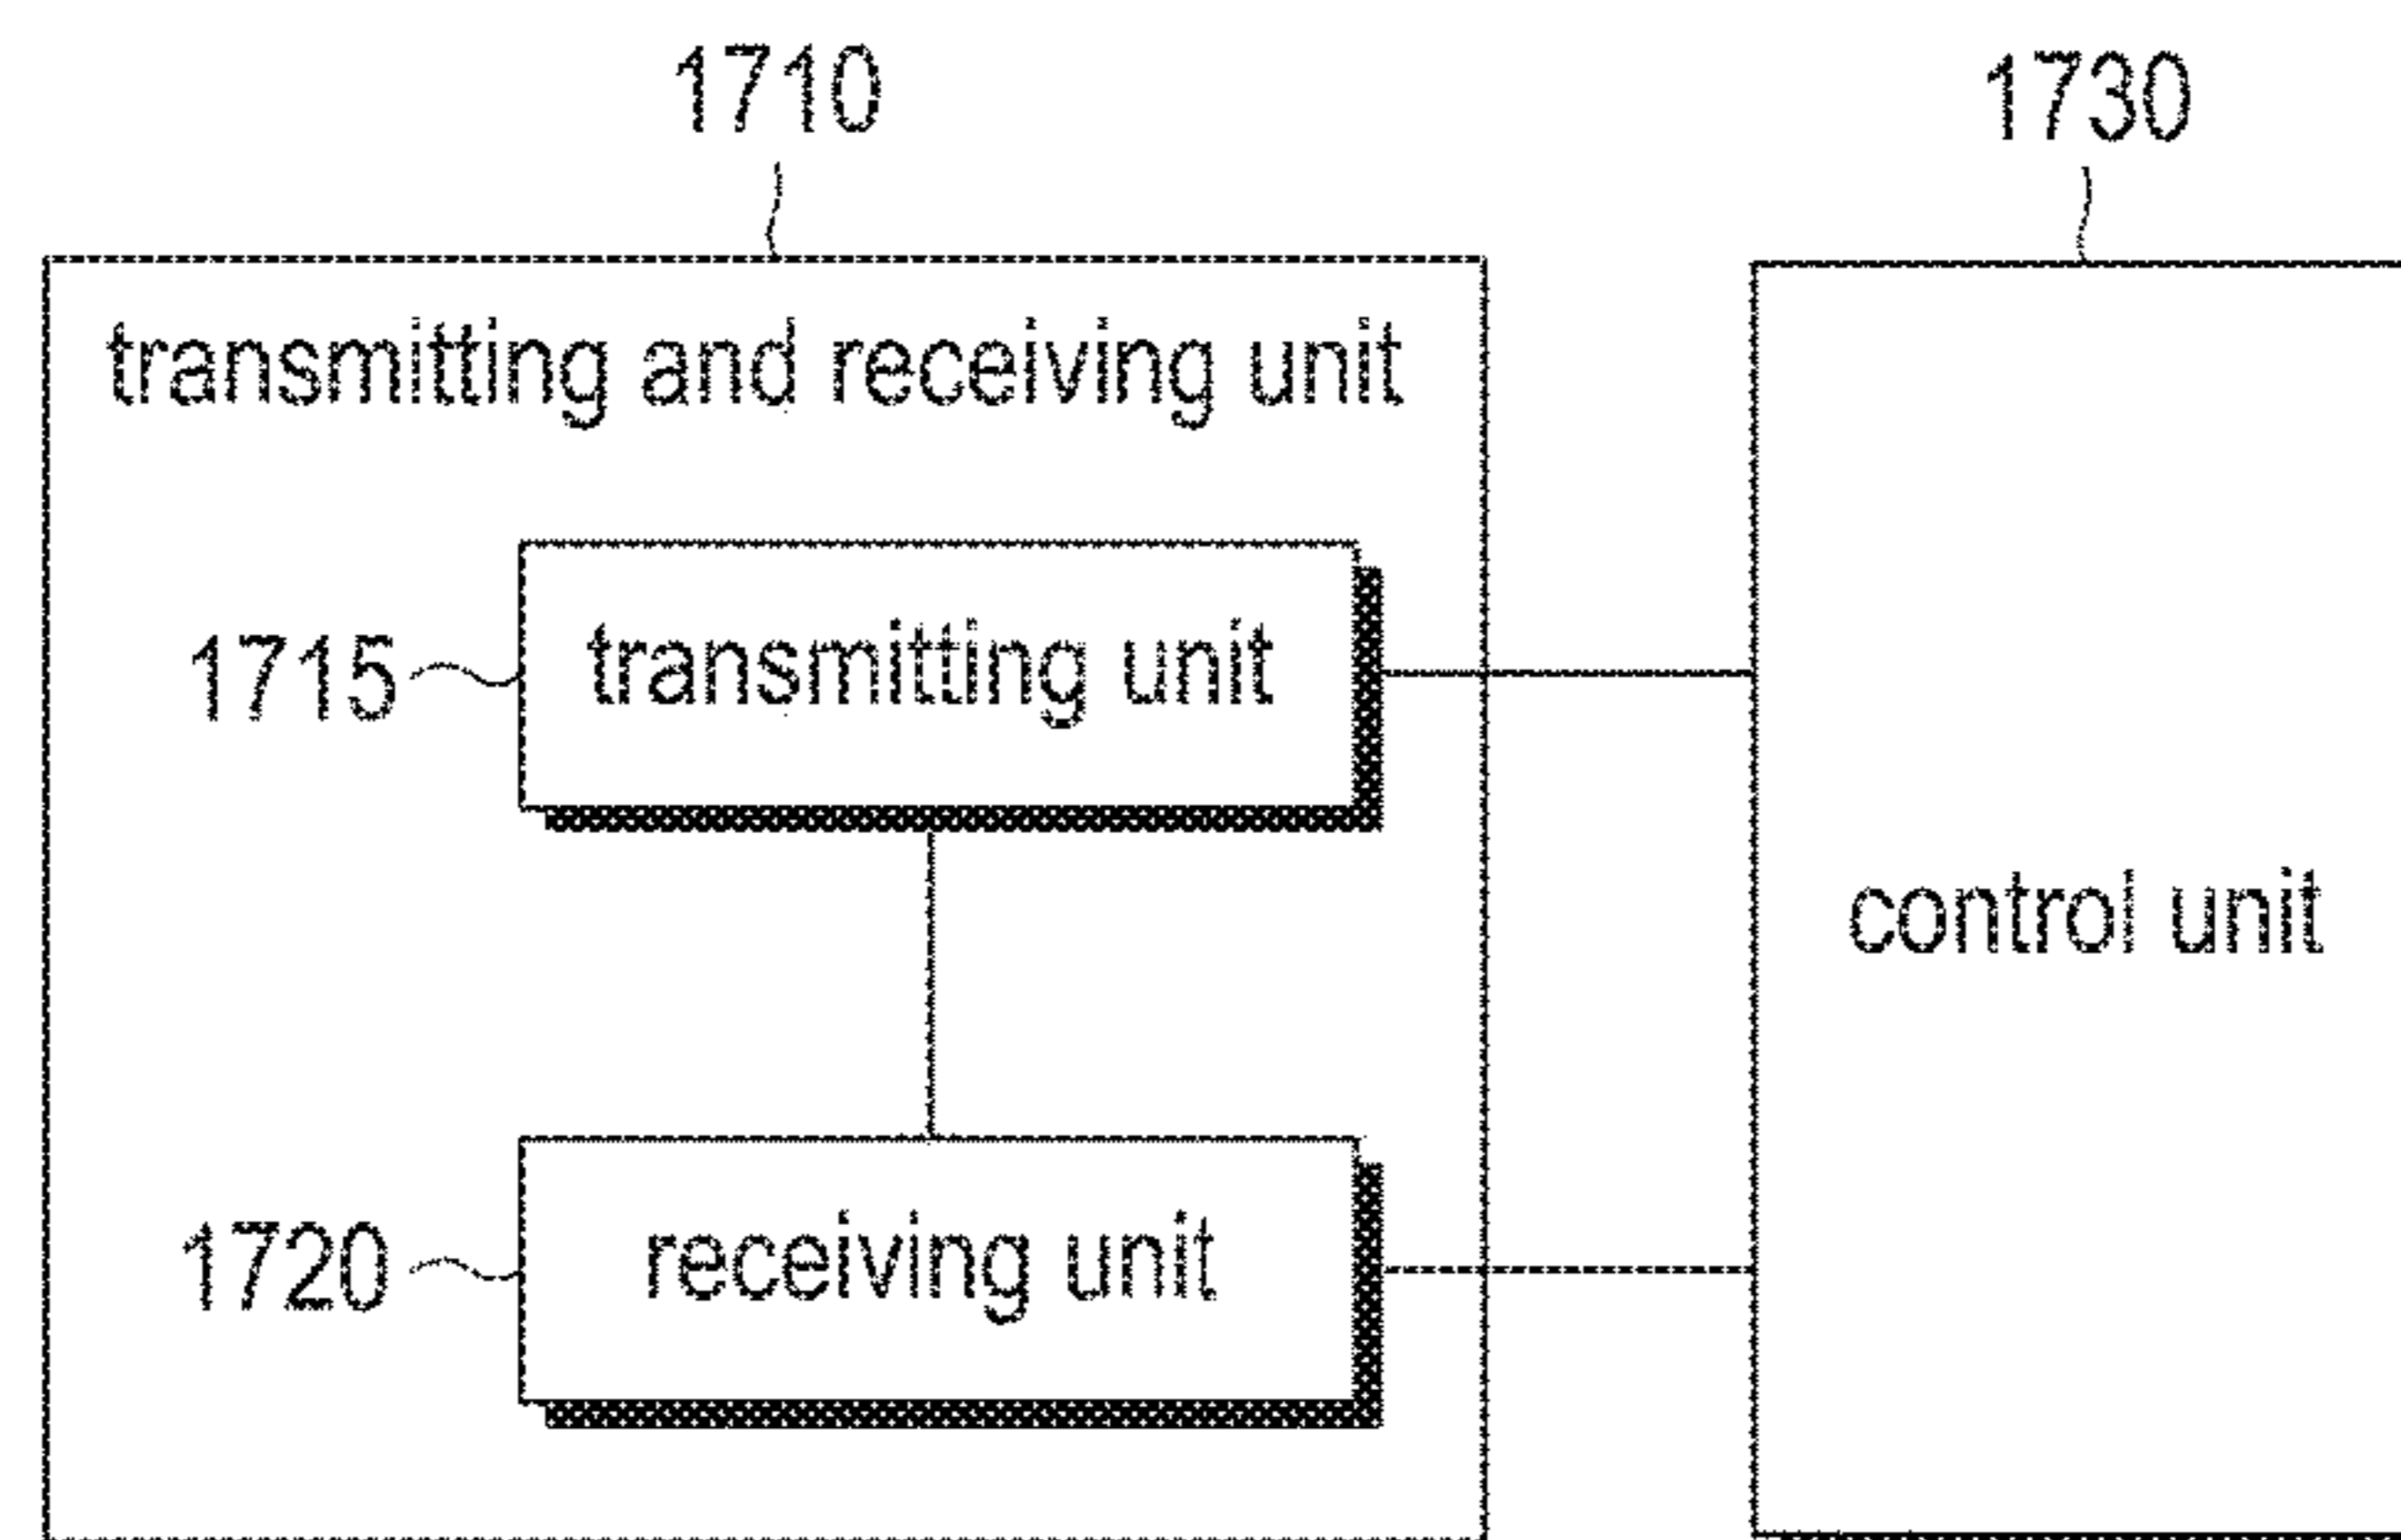 1710
1730
transmitting and receiving unit
1715
transmitting unit
control unit
1720
receiving unit